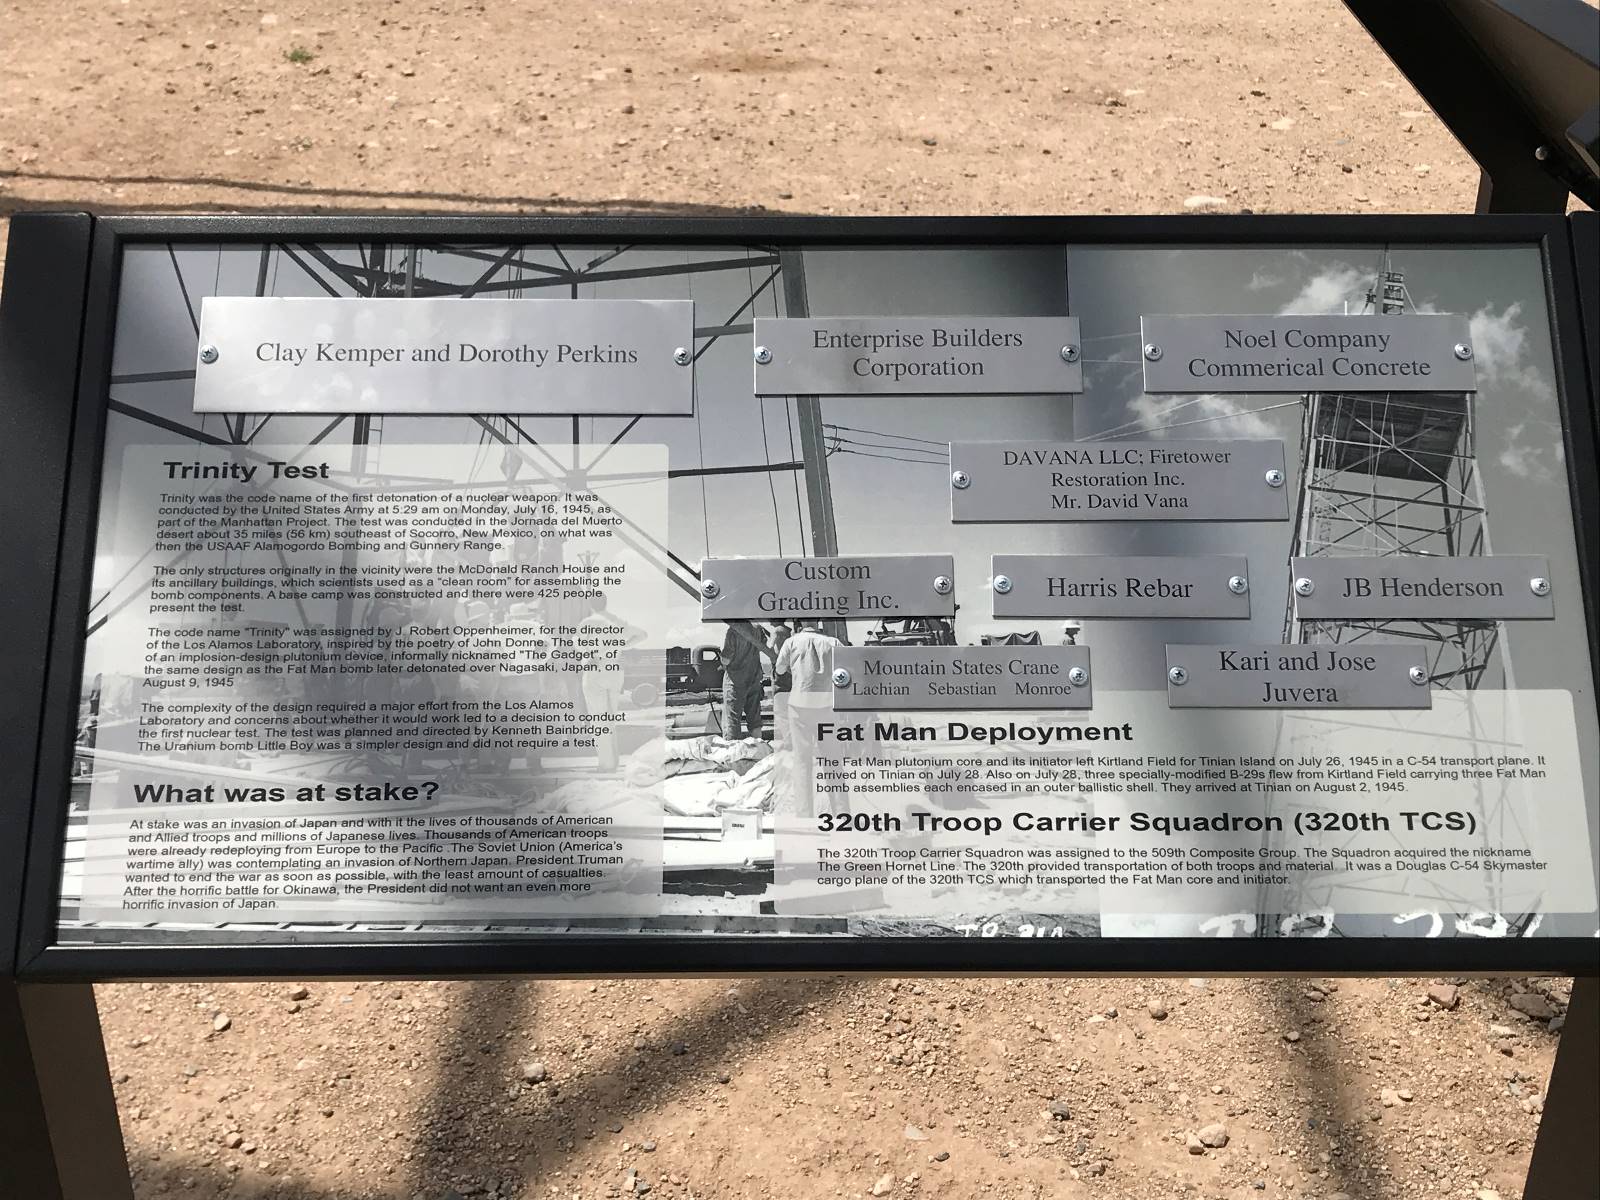 Clay Kemper and Dorothy Perkins
Enterprise Builders
Corporation
Noel Company
Commerical Concrete
DAVANA LLC; Firetower
Restoration Inc.
Mr. David Vana
Custom
Grading Inc.
Harris Rebar
JB Henderson
Mountain States Crane
Lachian Sebastian Monroe
Kari and Jose
Juvera
Trinity Test
Trinity was the code name of the first detonation of a nuclear weapon. It was
conducted by the United States Army at 5:29 am on Monday, July 16, 1945, as
part of the Manhattan Project. The test was conducted in the Jornada del Muerto
desert about 35 miles (56 km) southeast of Socorro, New Mexico, on what was
then the USAAF Alamogordo Bombing and Gunnery Range.
The only structures originally in the vicinity were the McDonald Ranch House and
its ancillary buildings, which scientists used as a “clean room” for assembling the
bomb components. A base camp was constructed and there were 425 people
present the test.
The code name "Trinity" was assigned by J. Robert Oppenheimer, for the director
of the Los Alamos Laboratory, inspired by the poetry of John Donne. The test was
of an implosion-design plutonium device, informally nicknamed "The Gadget", of
the same design as the Fat Man bomb later detonated over Nagasaki, Japan, on
August 9, 1945
The complexity of the design required a major effort from the Los Alamos
Laboratory and concerns about whether it would work led to a decision to conduct
the first nuclear test. The test was planned and directed by Kenneth Bainbridge.
The Uranium bomb Little Boy was a simpler design and did not require a test.
What was at stake?
At stake was an invasion of Japan and with it the lives of thousands of American
and Allied troops and millions of Japanese lives. Thousands of American troops
were already redeploying from Europe to the Pacific .The Soviet Union (America’s
wartime ally) was contemplating an invasion of Northern Japan. President Truman
wanted to end the war as soon as possible, with the least amount of casualties.
After the horrific battle for Okinawa, the President did not want an even more
horrific invasion of Japan.
Fat Man Deployment
The Fat Man plutonium core and its initiator left Kirtland Field for Tinian Island on July 26, 1945 in a C-54 transport plane. It
arrived on Tinian on July 28. Also on July 28, three specially-modified B-29s flew from Kirtland Field carrying three Fat Man
bomb assemblies each encased in an outer ballistic shell. They arrived at Tinian on August 2, 1945.
320th Troop Carrier Squadron (320th TCS)
The 320th Troop Carrier Squadron was assigned to the 509th Composite Group. The Squadron acquired the nickname
The Green Hornet Line. The 320th provided transportation of both troops and material. It was a Douglas C-54 Skymaster
cargo plane of the 320th TCS which transported the Fat Man core and initiator.